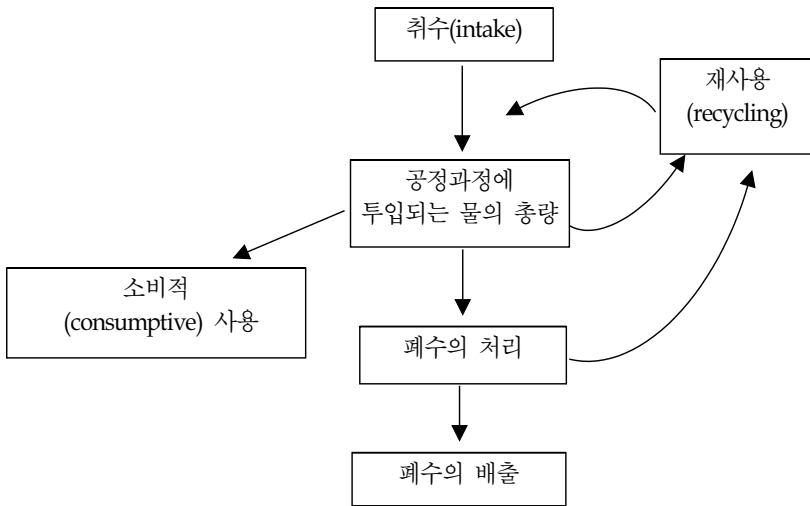 취수(intake)
재사용
(recycling)
공정과정에
투입되는 물의 총량
소비적
(consumptive) 사용
폐수의 처리
폐수의 배출